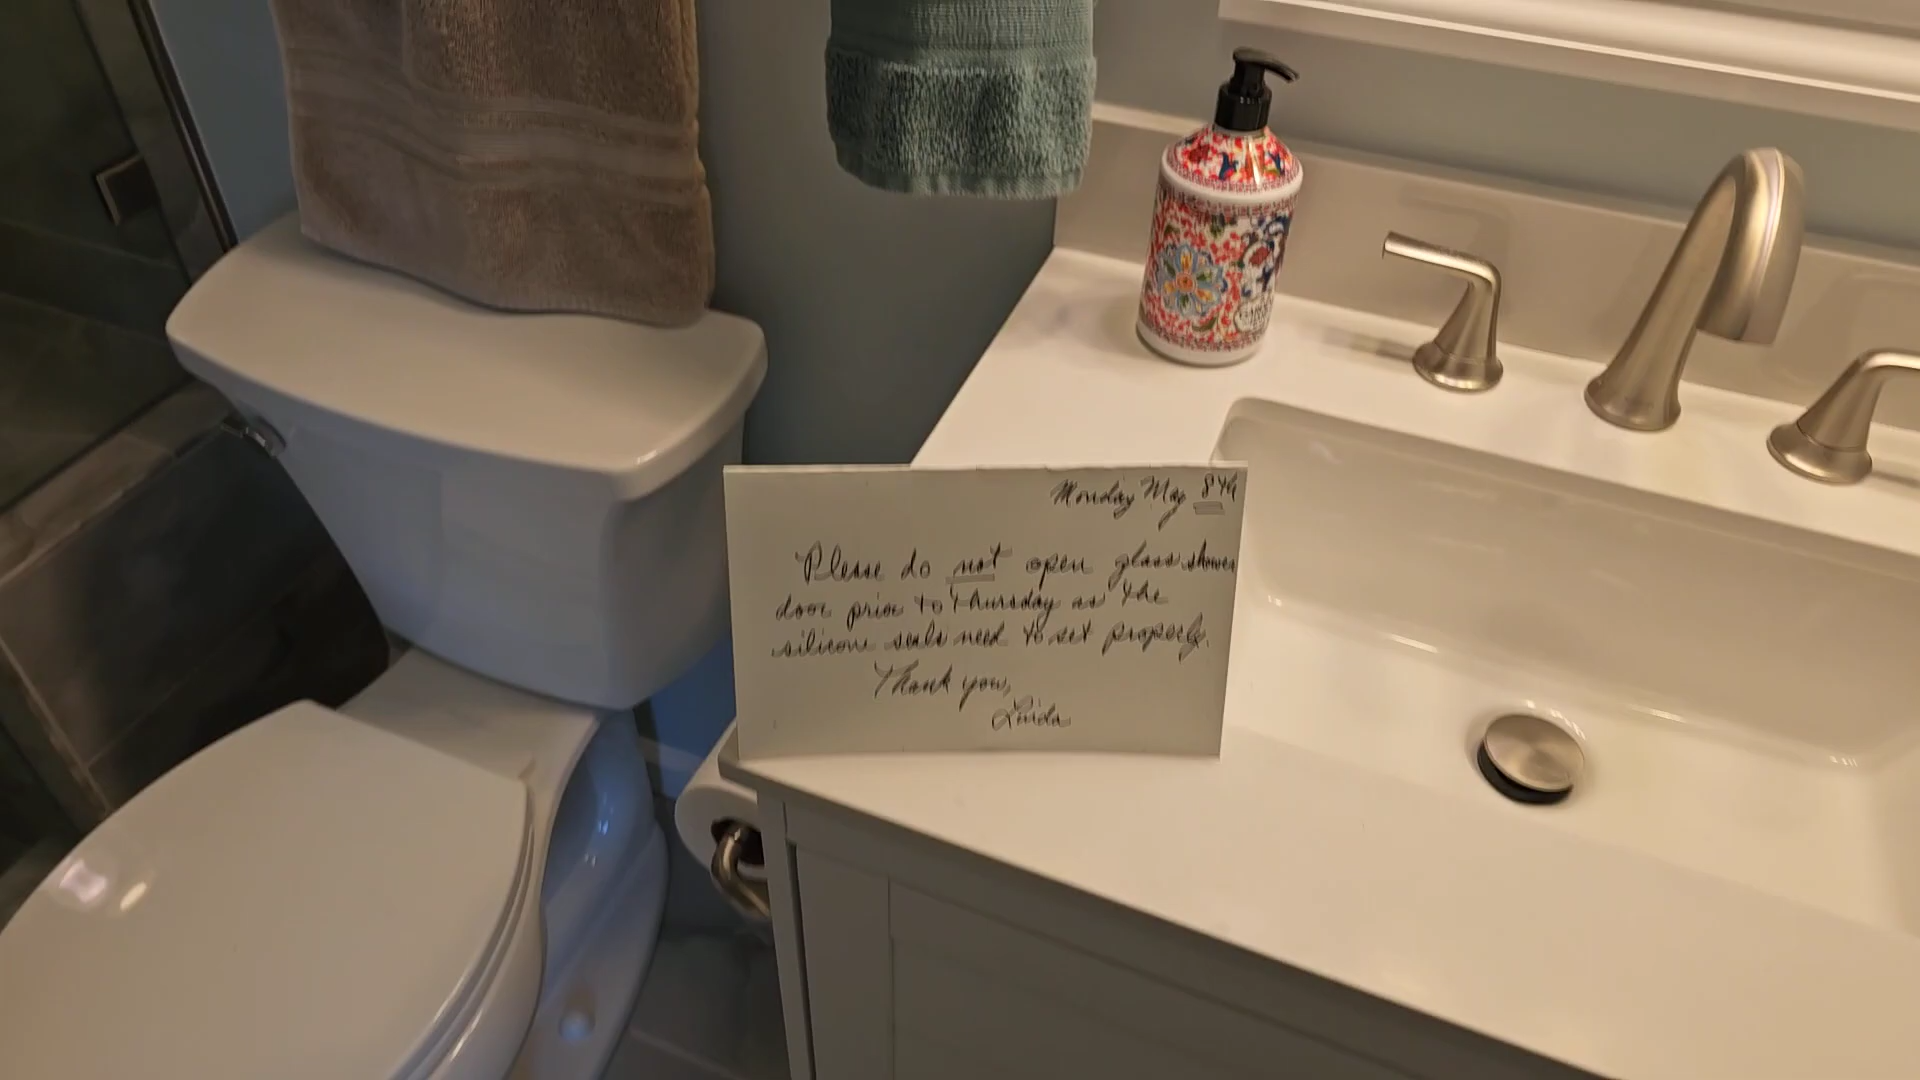 Monday May 8th
Please do not open glass shower
door prior to Thursday as the
silicone seals need to set properly.
Thank you,
Linda